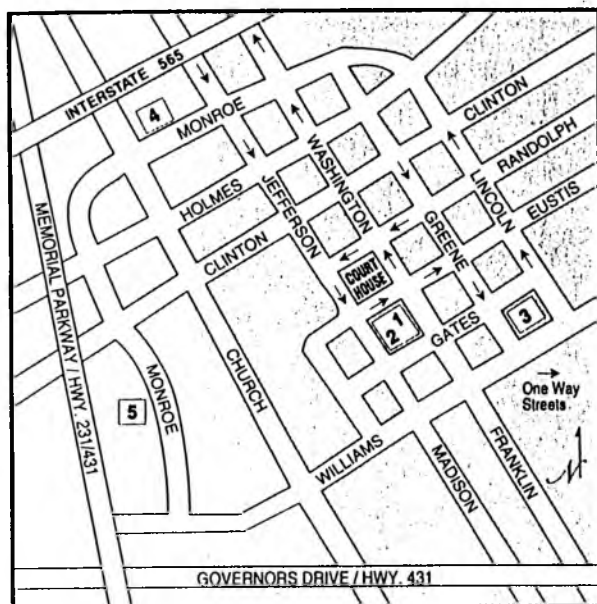 INTERSTATE 565
4
MONROE
CLINTON
RANDOLPH
WASHINGTON
LINCOLN
EUSTIS
HOLMES
JEFFERSON
GREENE
CLINTON
MEMORIAL PARKWAY / HWY. 231/431
COURT
HOUSE
1
2
3
GATES
CHURCH
MONROE
5
One Way
Streets
WILLIAMS
MADISON
FRANKLIN
N
GOVERNORS DRIVE / HWY. 431